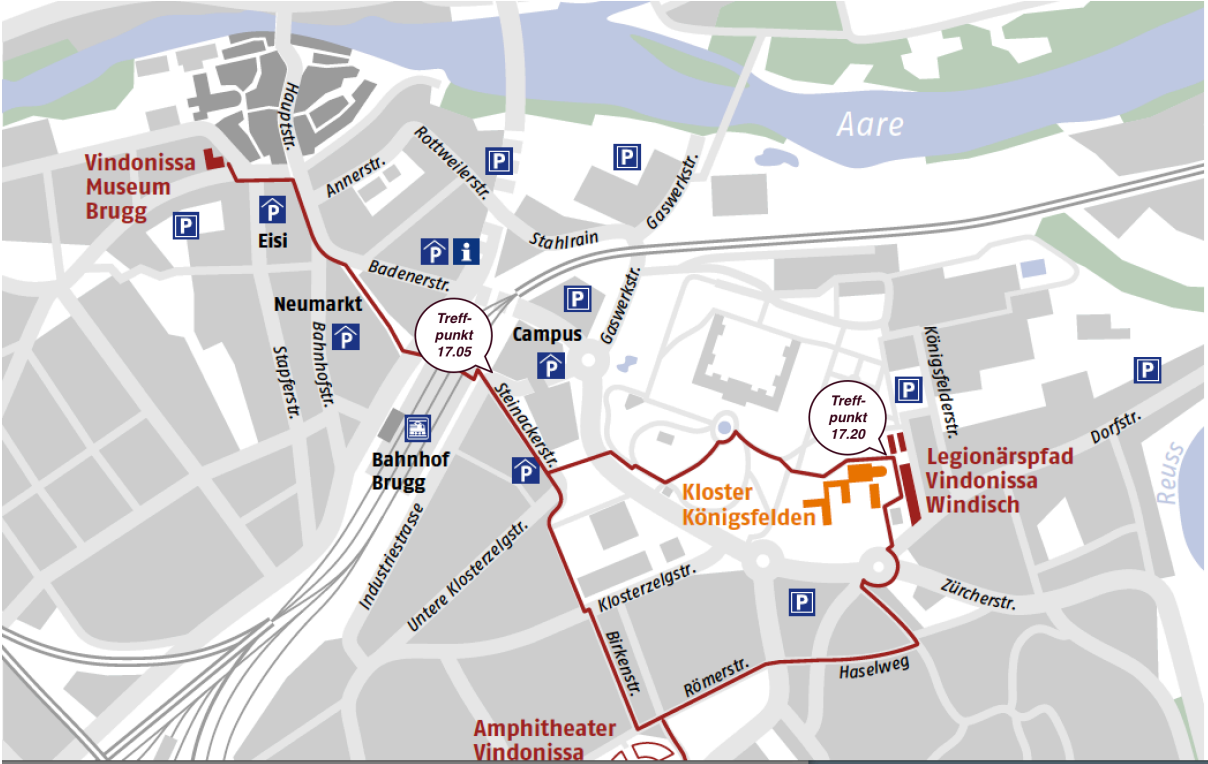 Hauptstr.
Aare
Vindonissa
Museum
Brugg
Annerstr.
Rottweilerstr.
P
P
Gaswerkstr.
P
P
Eisi
Stahlrain
P
i
Badenerstr.
Gaswerkstr.
P
Neumarkt
P
Bahnhofstr.
Stapferstr.
Treff-
punkt
17.05
Campus
P
Königsfelderstr.
P
P
Treff-
punkt
17.20
Steinackerstr.
Dorfstr.
Bahnhof
Brugg
P
Legionärspfad
Vindonissa
Windisch
Reuss
Kloster
Königsfelden
Industriestrasse
Untere Klosterzelgstr.
Klosterzelgstr.
P
Zürcherstr.
Birkenstr.
Römerstr.
Haselweg
Amphitheater
Vindonissa